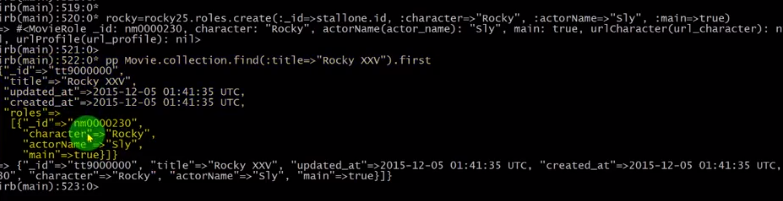 irb(main):519:0*
irb(main):520:0* rocky=rocky25.roles.create(:_id=>stallone.id, :character=>"Rocky", :actorName=>"Sly", :main=>true)
=> #<MovieRole _id: nm0000230, character: "Rocky", actorName(actor_name): "Sly", main: true, urlCharacter(url_character): n
l, urlProfile(url_profile): nil>
irb(main):521:0>
irb(main):522:0* pp Movie.collection.find(:title=>"Rocky XXV").first
{"_id"=>"tt9000000",
"title"=>"Rocky XXV",
"updated_at"=>2015-12-05 01:41:35 UTC,
"created_at"=>2015-12-05 01:41:35 UTC,
"roles"=>
[{"_id"=>"nm0000230",
"character"=>"Rocky",
"actorName"=>"Sly",
"main"=>true}]}
=> {"_id"=>"tt9000000", "title"=>"Rocky XXV", "updated_at"=>2015-12-05 01:41:35 UTC, "created_at"=>2015-12-05 01:41:35 UTC,
30", "character"=>"Rocky", "actorName"=>"Sly", "main"=>true}]}
irb(main):523:0>